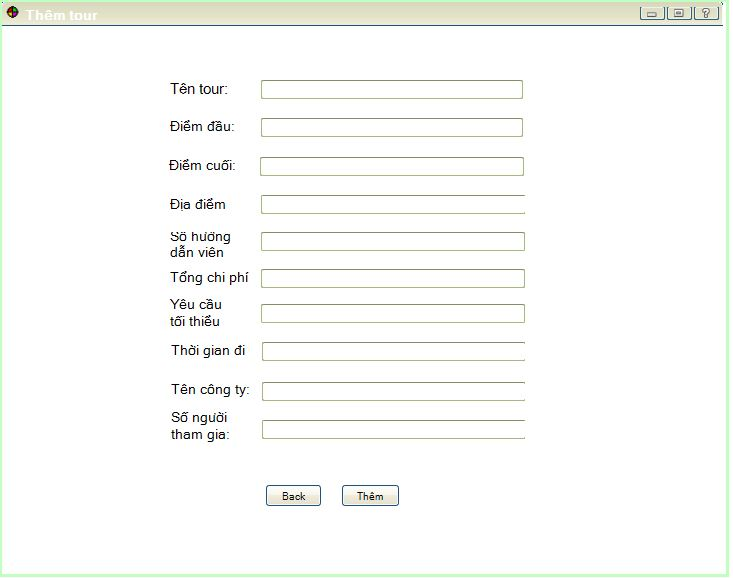 Thêm tour
Tên tour:
Điểm đầu:
Điểm cuối:
Địa điểm
Số hướng
dẫn viên
Tổng chi phí
Yêu cầu
tối thiểu
Thời gian đi
Tên công ty:
Số người
tham gia:
Back Thêm